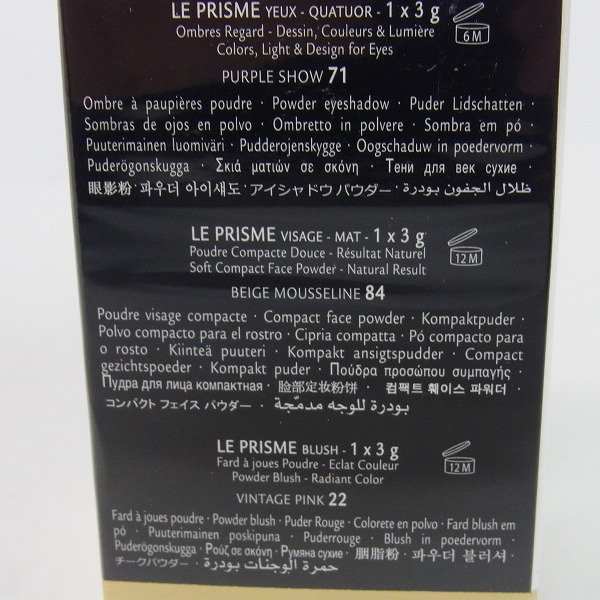 LE PRISME YEUX - QUATUOR - 1 x 3 g
6 M
Ombres Regard - Dessin, Couleurs & Lumière
Colors, Light & Design for Eyes
PURPLE SHOW 71
Ombre à paupières poudre · Powder eyeshadow · Puder Lidschatten ·
Sombras de ojos en polvo · Ombretto in polvere · Sombra em pó ·
Puuterimainen luomiväri · Pudderøjenskygge · Oogschaduw in poedervorm ·
Puderögonskugga · Σκιά ματιών σε σκόνη · Тени для век сухие ·
眼影粉 · 파우더 아이섀도 · アイシャドウ パウダー · ظلال الجفون بودرة
LE PRISME VISAGE - MAT - 1 x 3 g
12 M
Poudre Compacte Douce - Résultat Naturel
Soft Compact Face Powder - Natural Result
BEIGE MOUSSELINE 84
Poudre visage compacte · Compact face powder · Kompaktpuder ·
Polvo compacto para el rostro · Cipria compatta · Pó compacto para
o rosto · Kiinteä puuteri · Kompakt ansigtspudder · Compact
gezichtspoeder · Kompakt puder · Πούδρα προσώπου συμπαγής ·
Пудра для лица компактная · 脸部定妆粉饼 · 컴팩트 훼이스 파우더 ·
コンパクト フェイス パウダー · بودرة للوجه مدمّجة
LE PRISME BLUSH - 1 x 3 g
12 M
Fard à joues Poudre - Eclat Couleur
Powder Blush - Radiant Color
VINTAGE PINK 22
Fard à joues poudre · Powder blush · Puder Rouge · Colorete en polvo · Fard blush em
pó · Puuterimainen poskipuna · Puderrouge · Blush in poedervorm ·
Puderögonskugga · Ρούζ σε σκόνη · Румяна сухие · 胭脂粉 · 파우더 블러셔 ·
チークパウダー · حمرة الوجنات بودرة